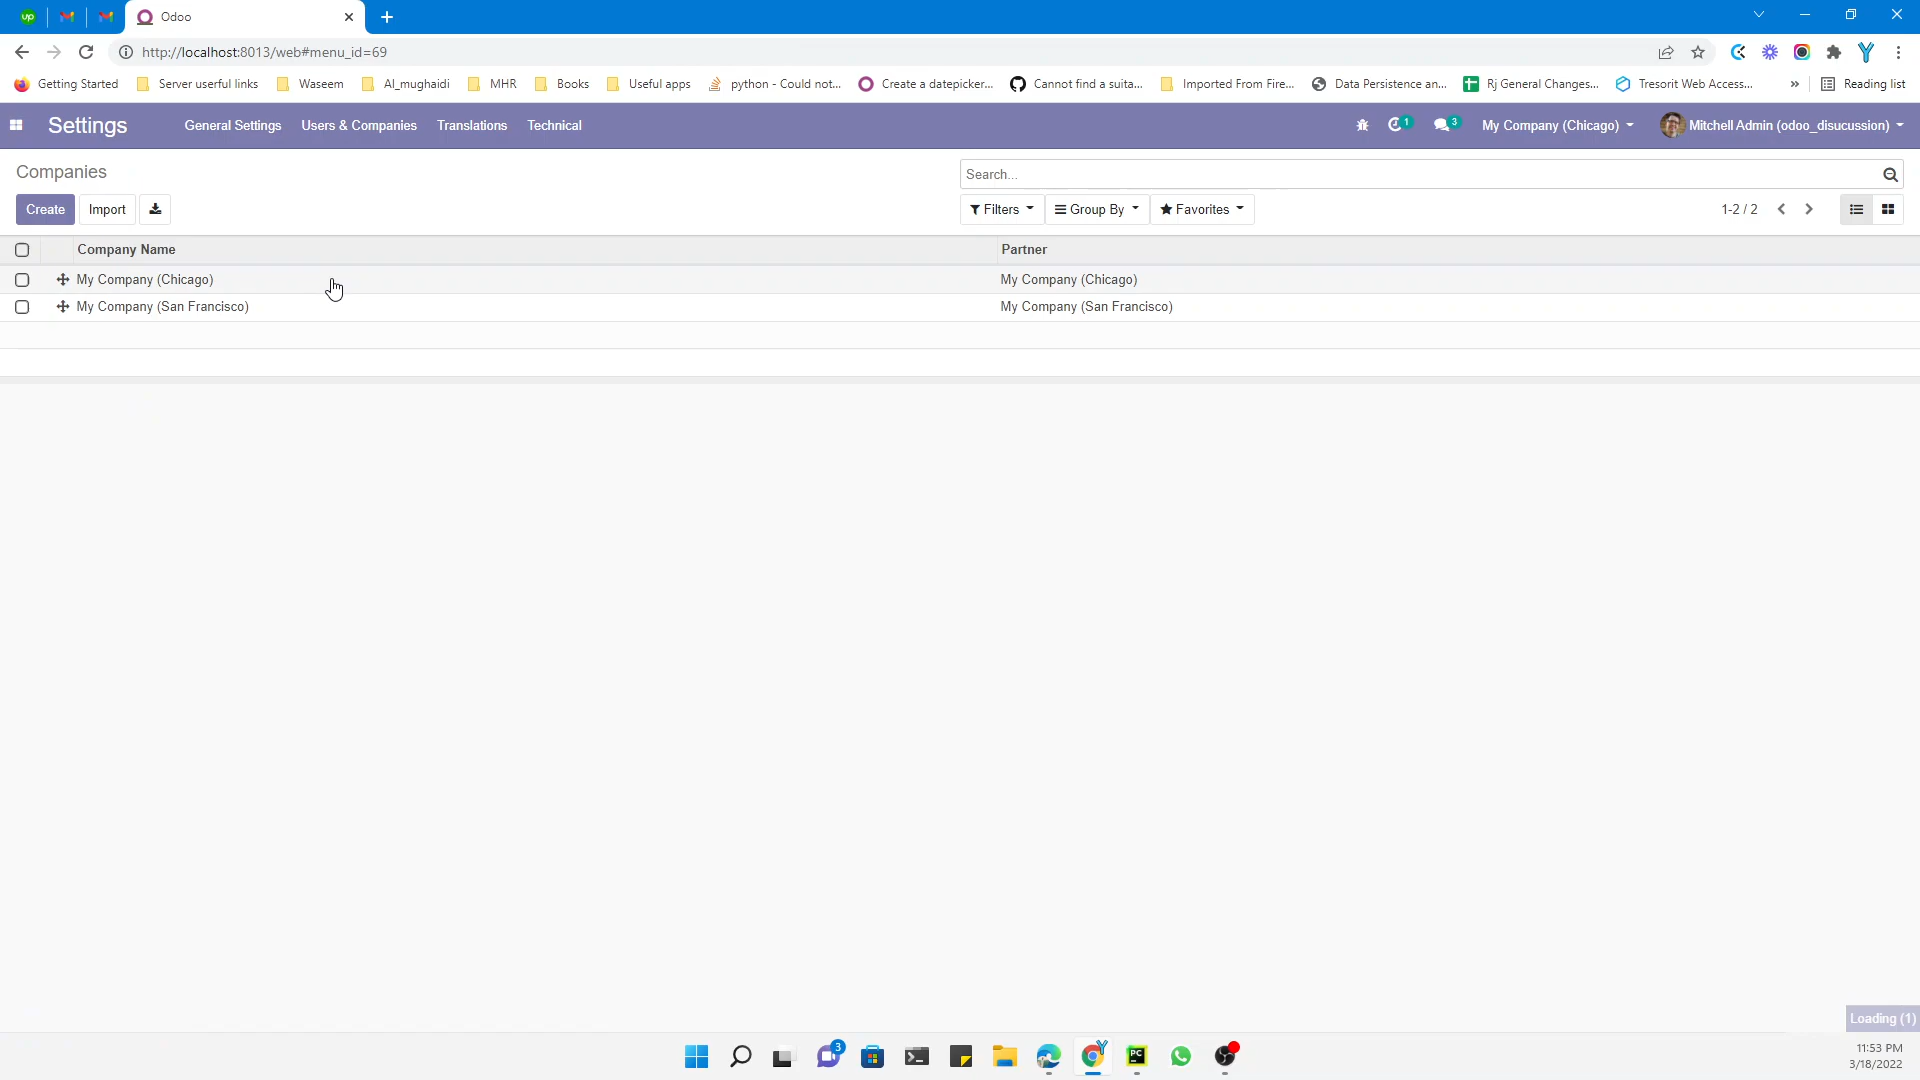 up
Odoo
http://localhost:8013/web#menu_id=69
Getting Started
Server userful links
Waseem
Al_mughaidi
MHR
Books
Useful apps
python - Could not...
Create a datepicker...
Cannot find a suita...
Imported From Fire...
Data Persistence an...
Rj General Changes...
Tresorit Web Access...
»
Reading list
Settings
General Settings
Users & Companies
Translations
Technical
1
3
My Company (Chicago)
Mitchell Admin (odoo_disucussion)
Companies
Search...
Create
Import
Filters
Group By
Favorites
1-2 / 2
Company Name
Partner
My Company (Chicago)
My Company (Chicago)
My Company (San Francisco)
My Company (San Francisco)
Loading (1)
3
Y
PC
11:53 PM
3/18/2022